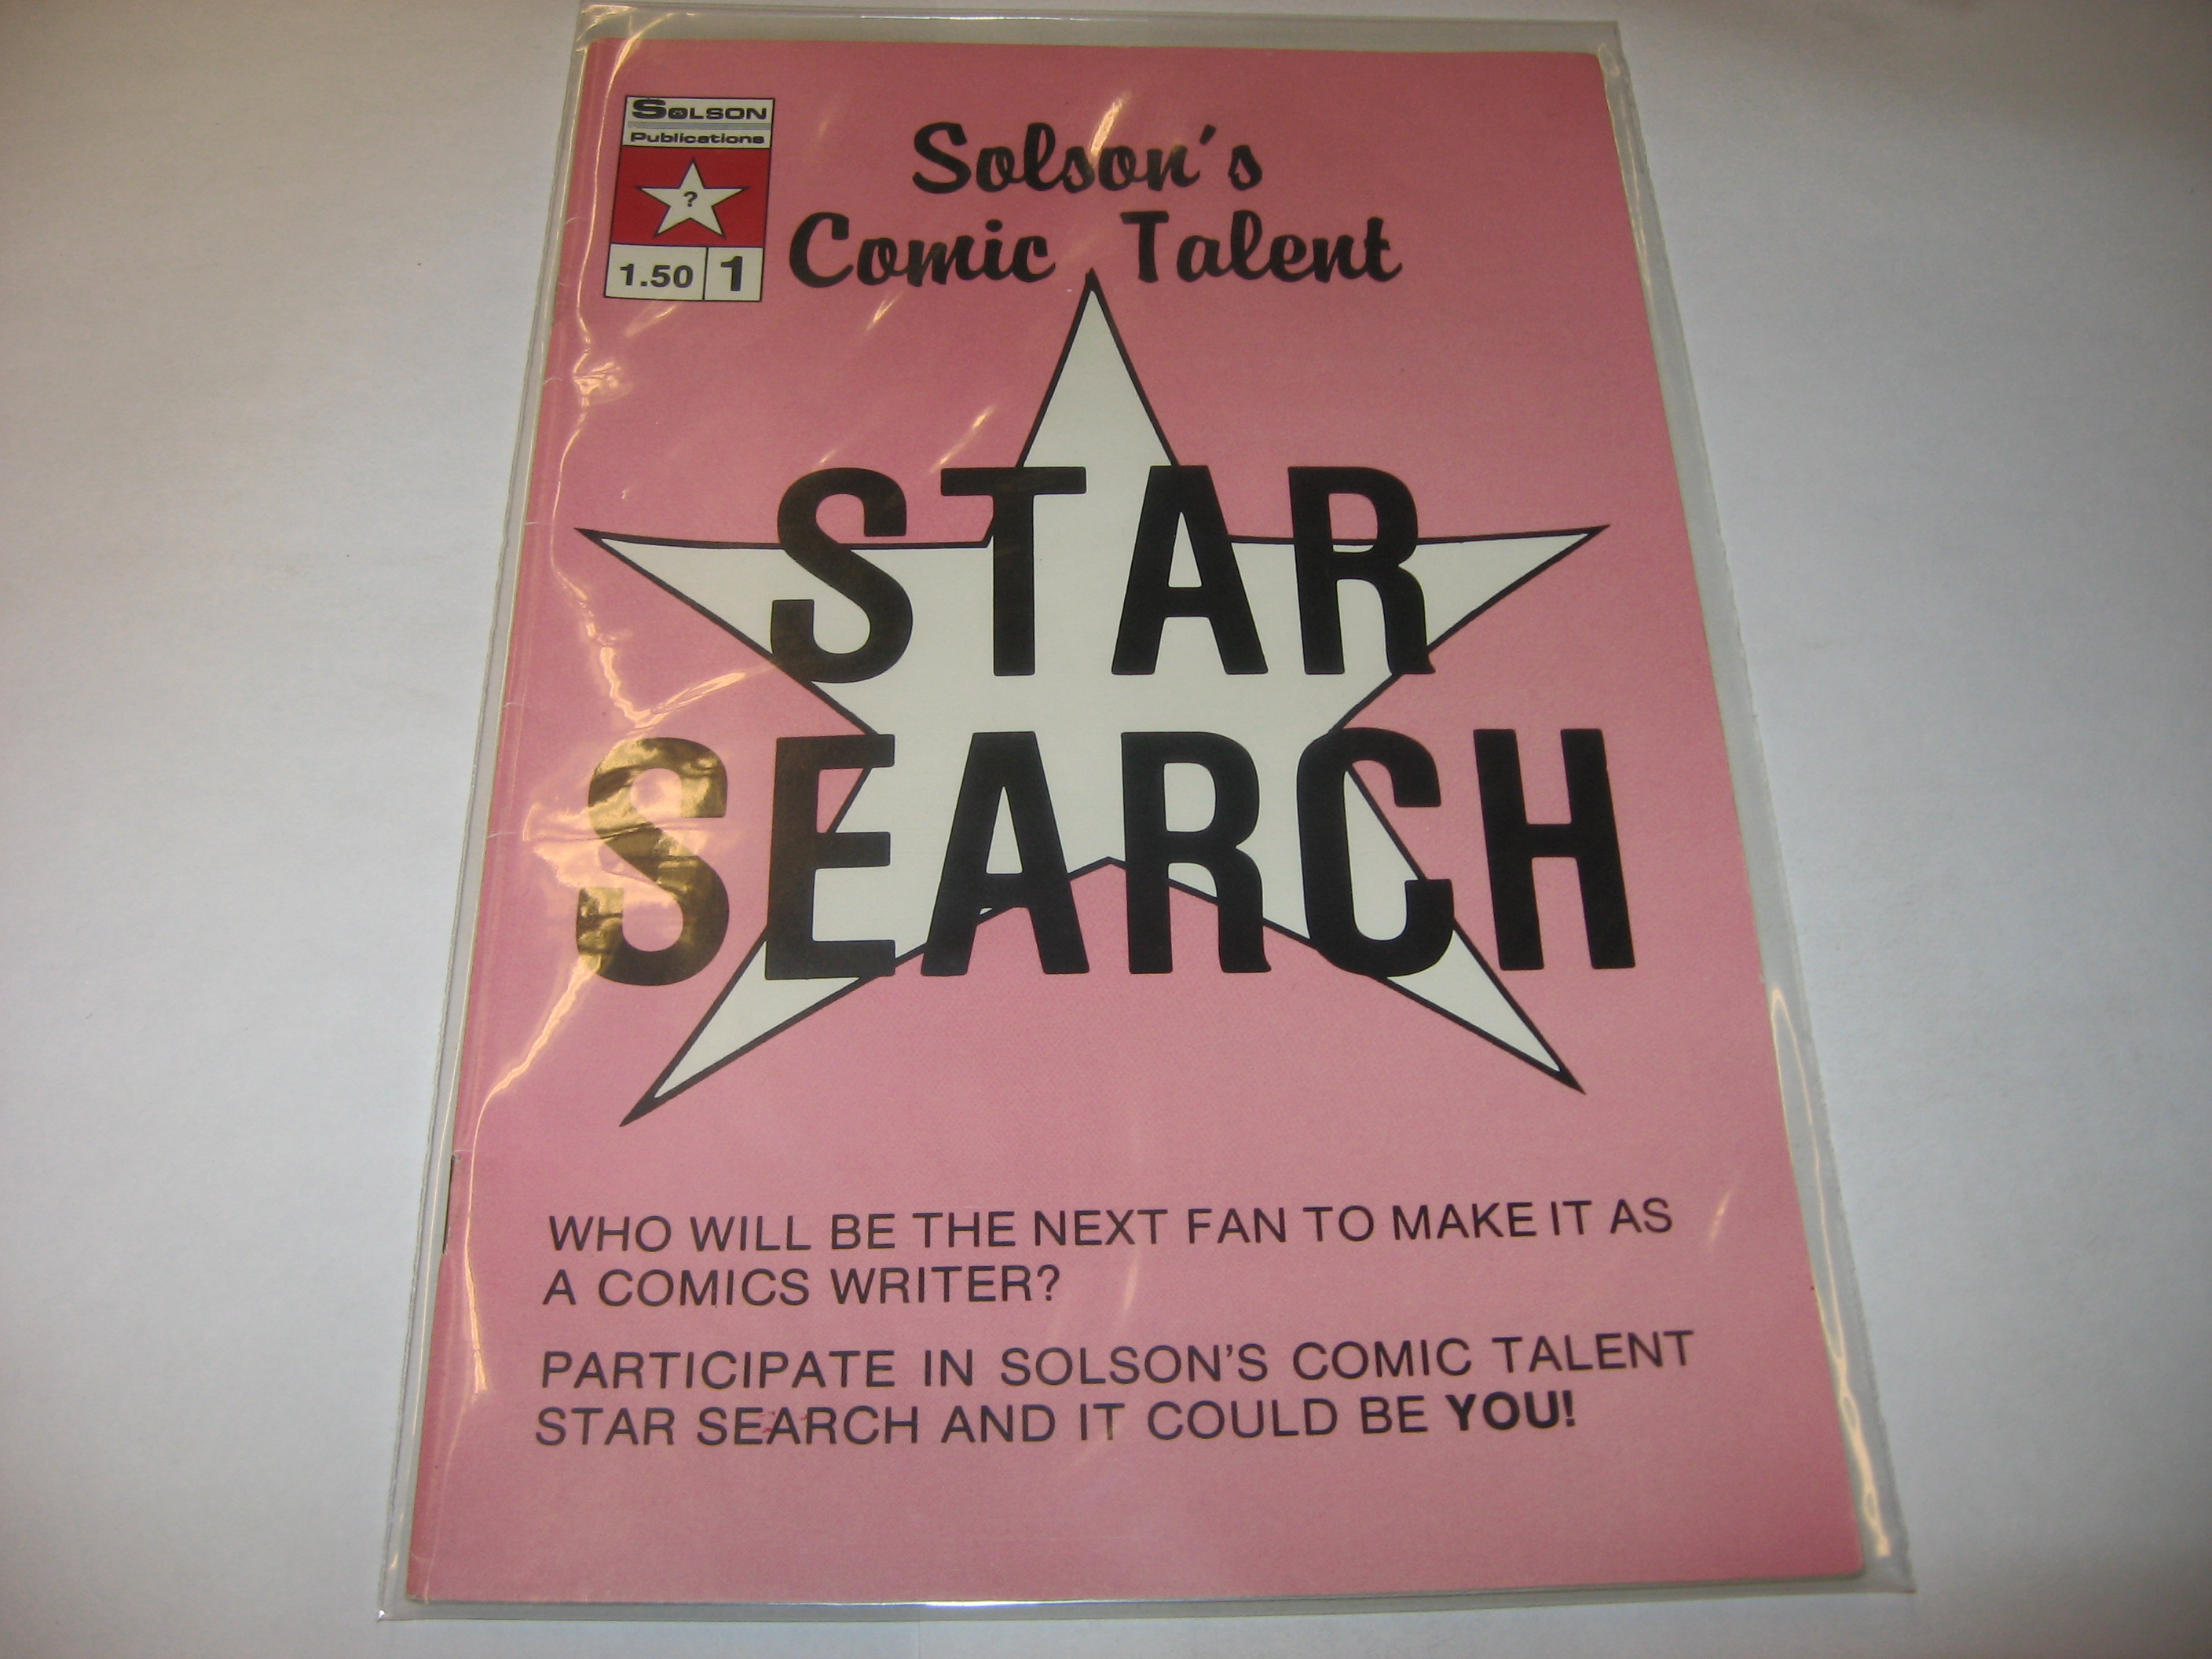 SOLSON
Publications
?
1.50 1
Solson's
Comic Talent
STAR
SEARCH
WHO WILL BE THE NEXT FAN TO MAKE IT AS
A COMICS WRITER?
PARTICIPATE IN SOLSON'S COMIC TALENT
STAR SEARCH AND IT COULD BE YOU!